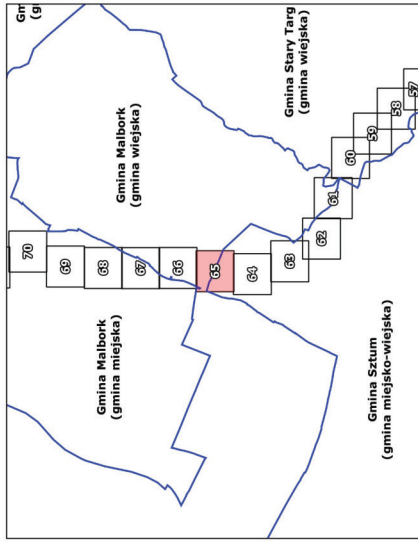 Gm
(g
70
69
68
Gmina Malbork
(gmina miejska)
Gmina Malbork
(gmina wiejska)
67
66
65
64
63
Gmina Stary Targ
(gmina wiejska)
62
61
60
59
Gmina Sztum
(gmina miejsko-wiejska)
58
57